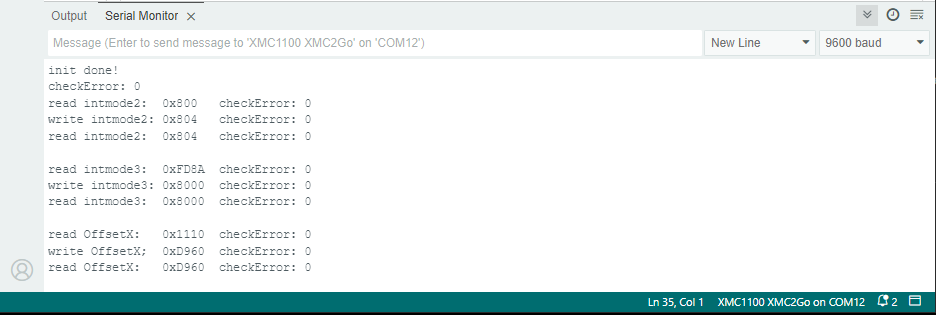 Output Serial Monitor
Message (Enter to send message to 'XMC1100 XMC2Go' on 'COM12') New Line 9600 baud
init done!
checkError: 0
read intmode2: 0x800 checkError: 0
write intmode2: 0x804 checkError: 0
read intmode2: 0x804 checkError: 0
read intmode3: 0xFD8A checkError: 0
write intmode3: 0x8000 checkError: 0
read intmode3: 0x8000 checkError: 0
read OffsetX: 0x1110 checkError: 0
write OffsetX; 0xD960 checkError: 0
read OffsetX: 0xD960 checkError: 0
Ln 35, Col 1 XMC1100 XMC2Go on COM12 2